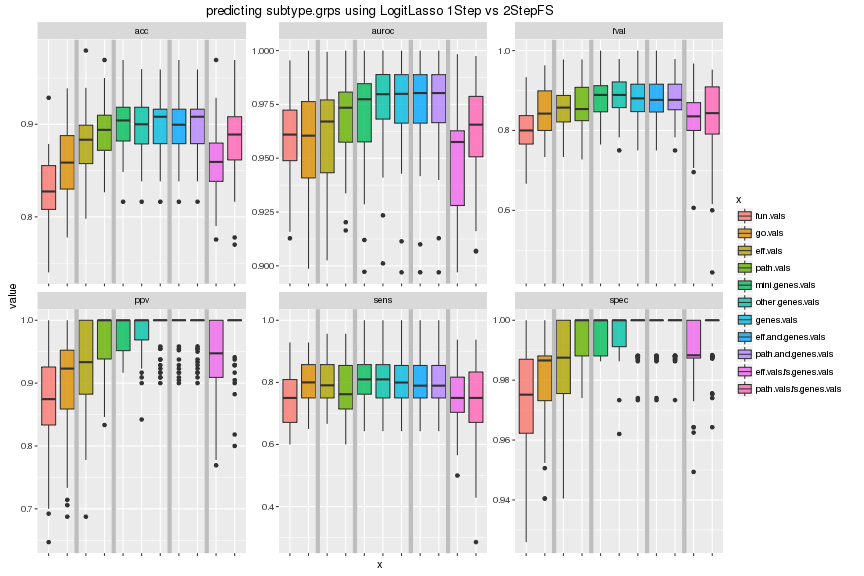 predicting subtype.grps using LogitLasso 1Step vs 2StepFS
acc
auroc
fval
0.9
0.8
1.000
0.975
0.950
0.925
0.900
1.0
0.8
0.6
value
ppv
sens
spec
1.0
0.9
0.8
0.7
1.0
0.8
0.6
0.4
1.00
0.98
0.96
0.94
x
x
fun.vals
go.vals
eff.vals
path.vals
mini.genes.vals
other.genes.vals
genes.vals
eff.and.genes.vals
path.and.genes.vals
eff.vals.fs.genes.vals
path.vals.fs.genes.vals